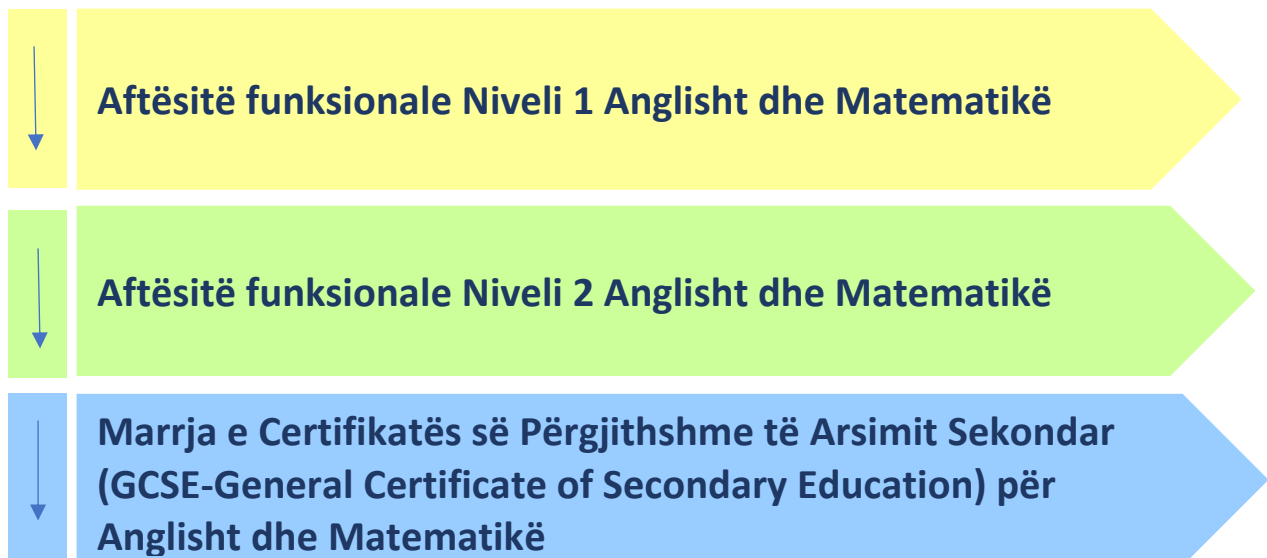 Aftësitë funksionale Niveli 1 Anglisht dhe Matematikë
Aftësitë funksionale Niveli 2 Anglisht dhe Matematikë
Marrja e Certifikatës së Përgjithshme të Arsimit Sekondar
(GCSE-General Certificate of Secondary Education) për
Anglisht dhe Matematikë